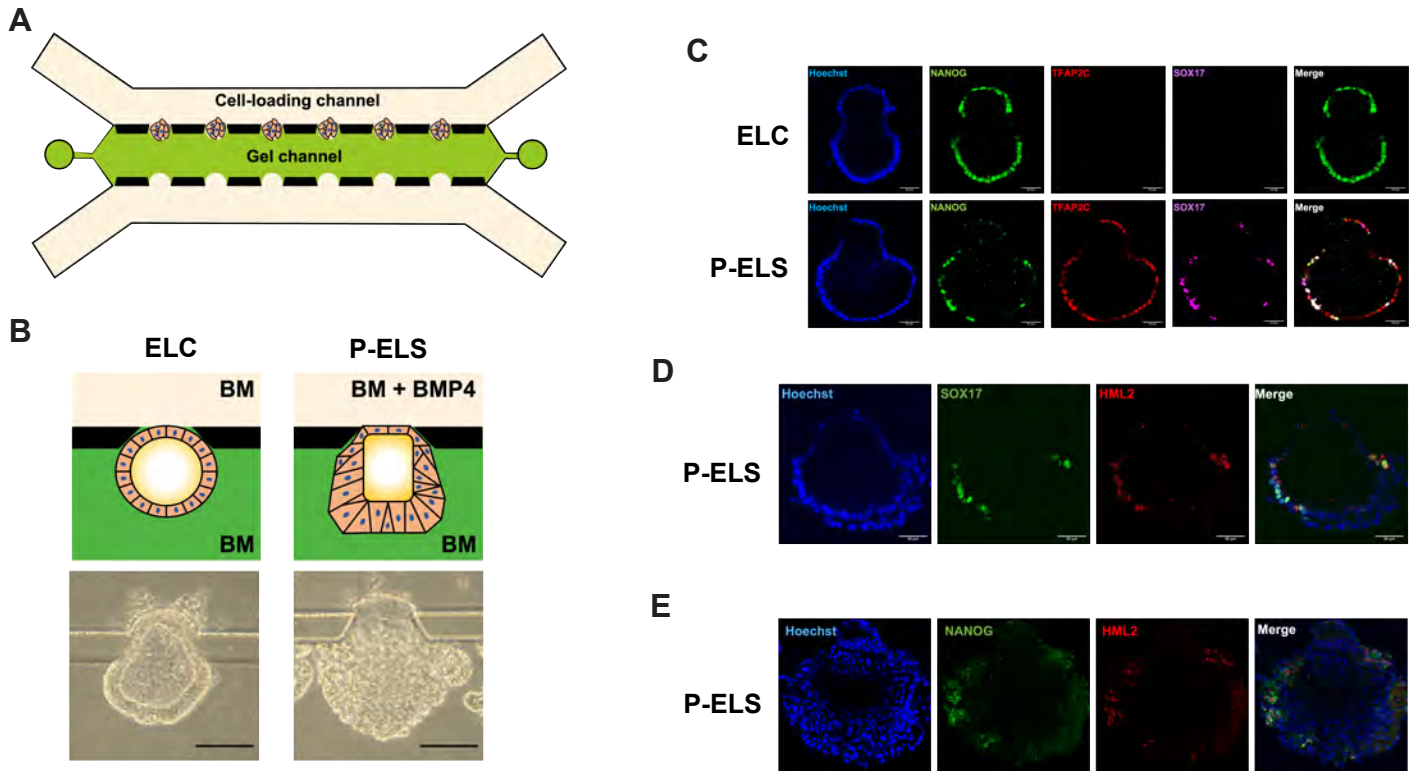 A
Cell-loading channel
Gel channel
B
ELC
P-ELS
BM
BM + BMP4
BM
BM
C
Hoechst
NANOG
TFAP2C
SOX17
Merge
ELC
Hoechst
NANOG
TFAP2C
SOX17
Merge
P-ELS
D
Hoechst
SOX17
HML2
Merge
P-ELS
E
Hoechst
NANOG
HML2
Merge
P-ELS